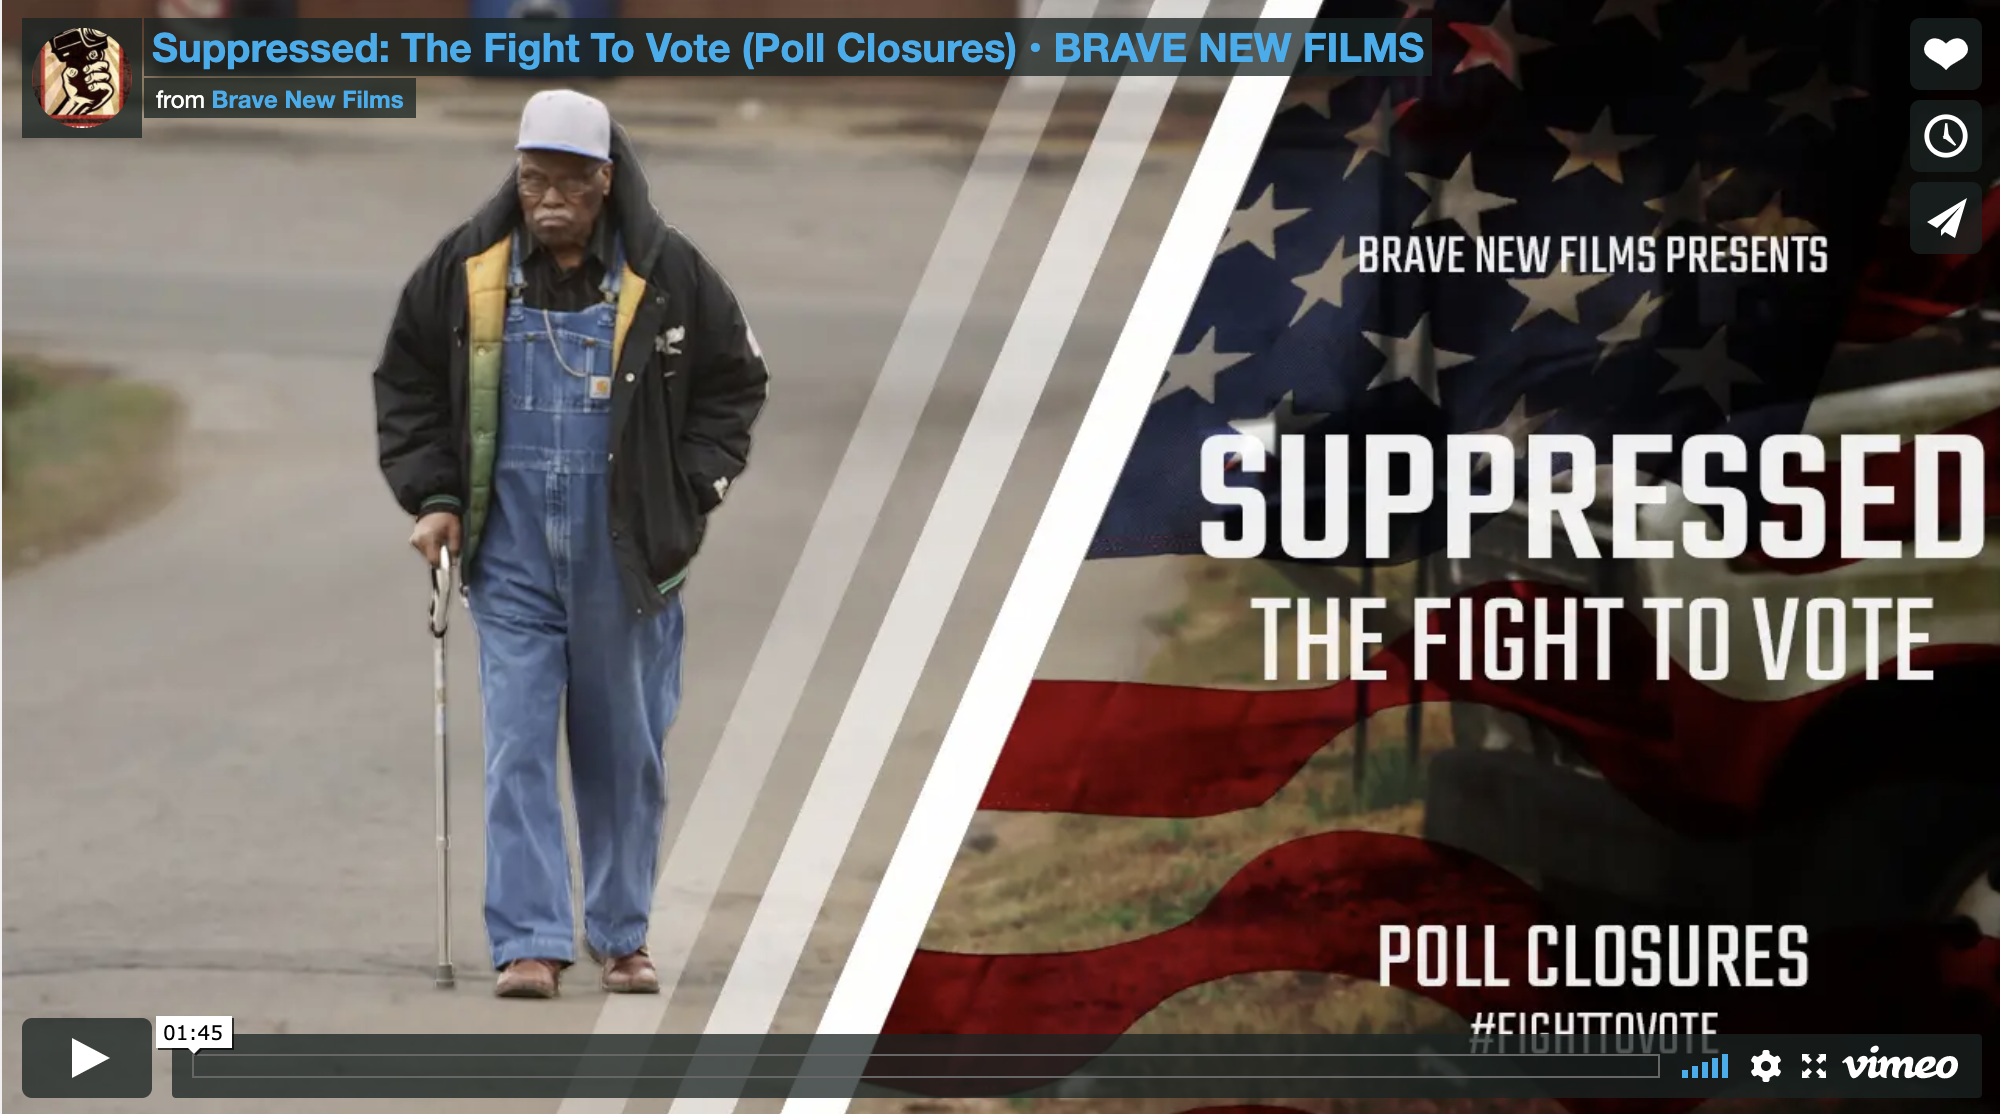 Suppressed: The Fight To Vote (Poll Closures) • BRAVE NEW FILMS
from Brave New Films
BRAVE NEW FILMS PRESENTS
SUPPRESSED
THE FIGHT TO VOTE
POLL CLOSURES
#FIGHTTOVOTE
01:45
vimeo